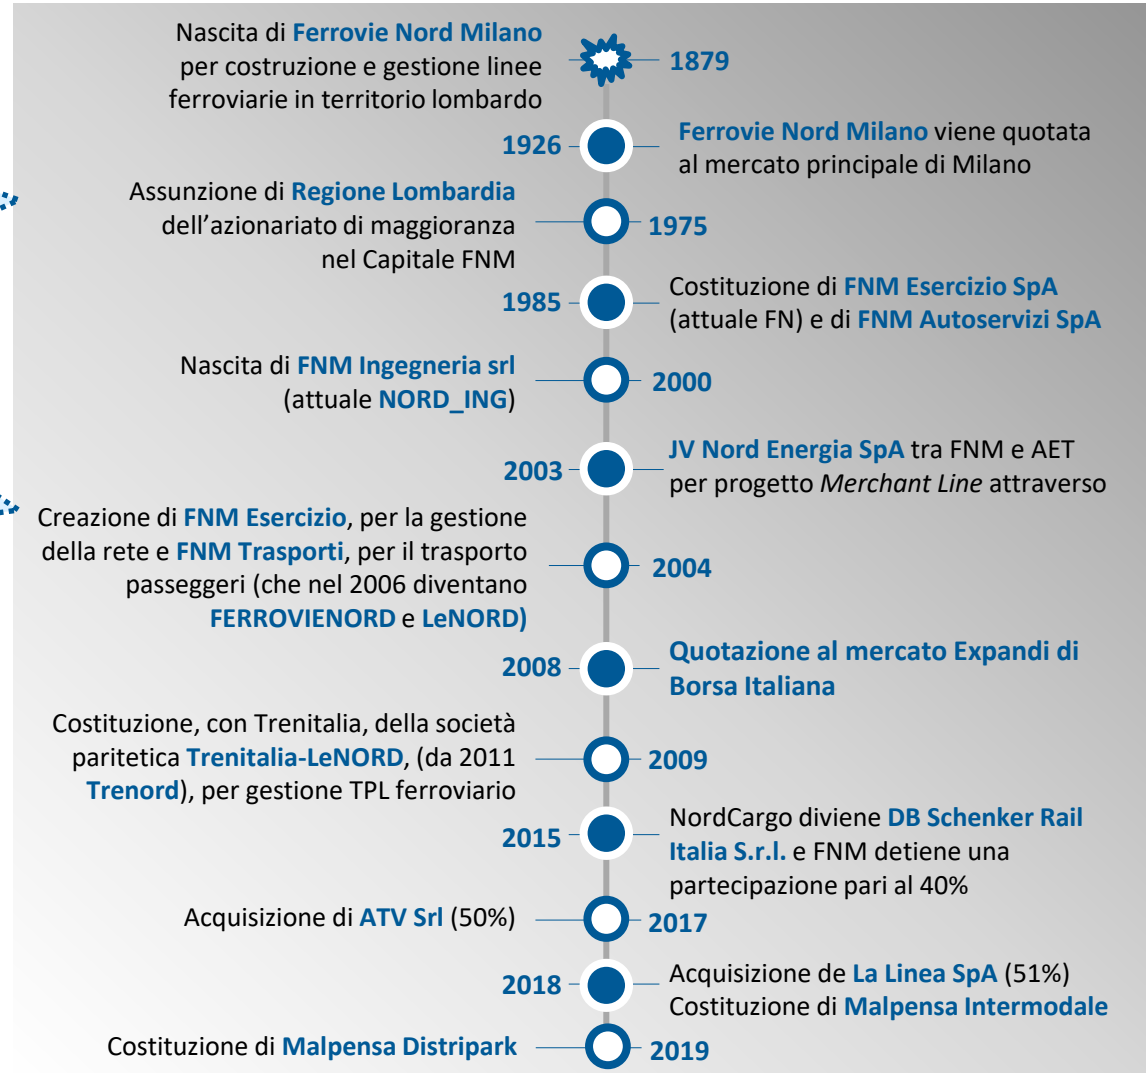 Nascita di Ferrovie Nord Milano
per costruzione e gestione linee
ferroviarie in territorio lombardo
1879
1926
Ferrovie Nord Milano viene quotata
al mercato principale di Milano
Assunzione di Regione Lombardia
dell’azionariato di maggioranza
nel Capitale FNM
1975
1985
Costituzione di FNM Esercizio SpA
(attuale FN) e di FNM Autoservizi SpA
Nascita di FNM Ingegneria srl
(attuale NORD_ING)
2000
2003
JV Nord Energia SpA tra FNM e AET
per progetto Merchant Line attraverso
Creazione di FNM Esercizio, per la gestione
della rete e FNM Trasporti, per il trasporto
passeggeri (che nel 2006 diventano
FERROVIENORD e LeNORD)
2004
2008
Quotazione al mercato Expandi di
Borsa Italiana
Costituzione, con Trenitalia, della società
paritetica Trenitalia-LeNORD, (da 2011
Trenord), per gestione TPL ferroviario
2009
2015
NordCargo diviene DB Schenker Rail
Italia S.r.l. e FNM detiene una
partecipazione pari al 40%
Acquisizione di ATV Srl (50%)
2017
2018
Acquisizione de La Linea SpA (51%)
Costituzione di Malpensa Intermodale
Costituzione di Malpensa Distripark
2019